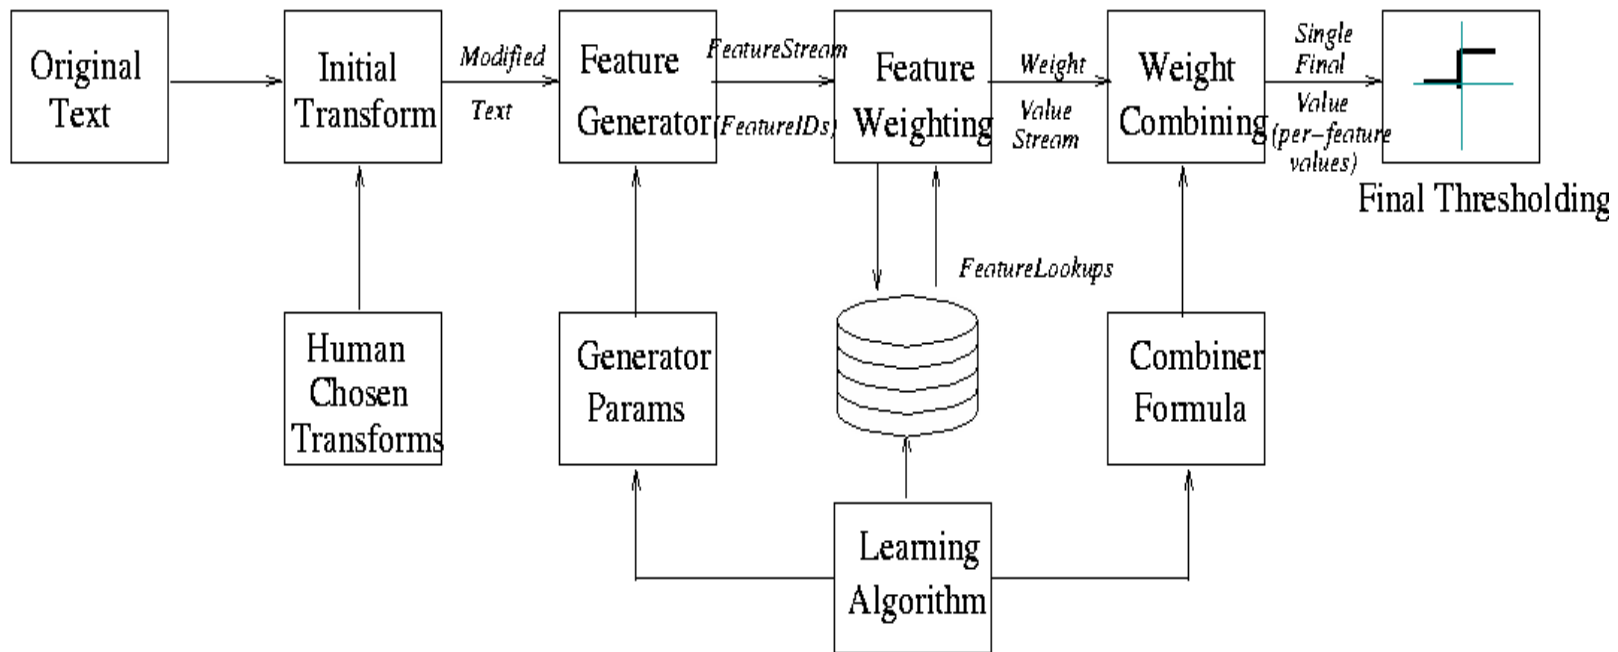 Original
Text
Initial
Transform
Modified
Text
Feature
Generator
FeatureStream
(FeatureIDs)
Feature
Weighting
Weight
Value
Stream
Weight
Combining
Single
Final
Value
(per-feature
values)
Final Thresholding
FeatureLookups
Human
Chosen
Transforms
Generator
Params
Combiner
Formula
Learning
Algorithm